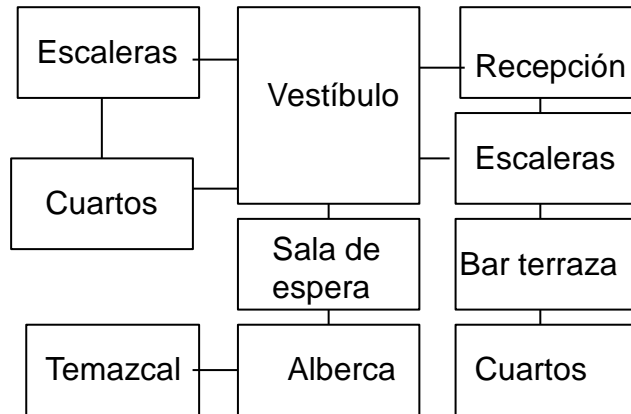 Escaleras
Vestíbulo
Recepción
Cuartos
Escaleras
Sala de
espera
Bar terraza
Temazcal
Alberca
Cuartos